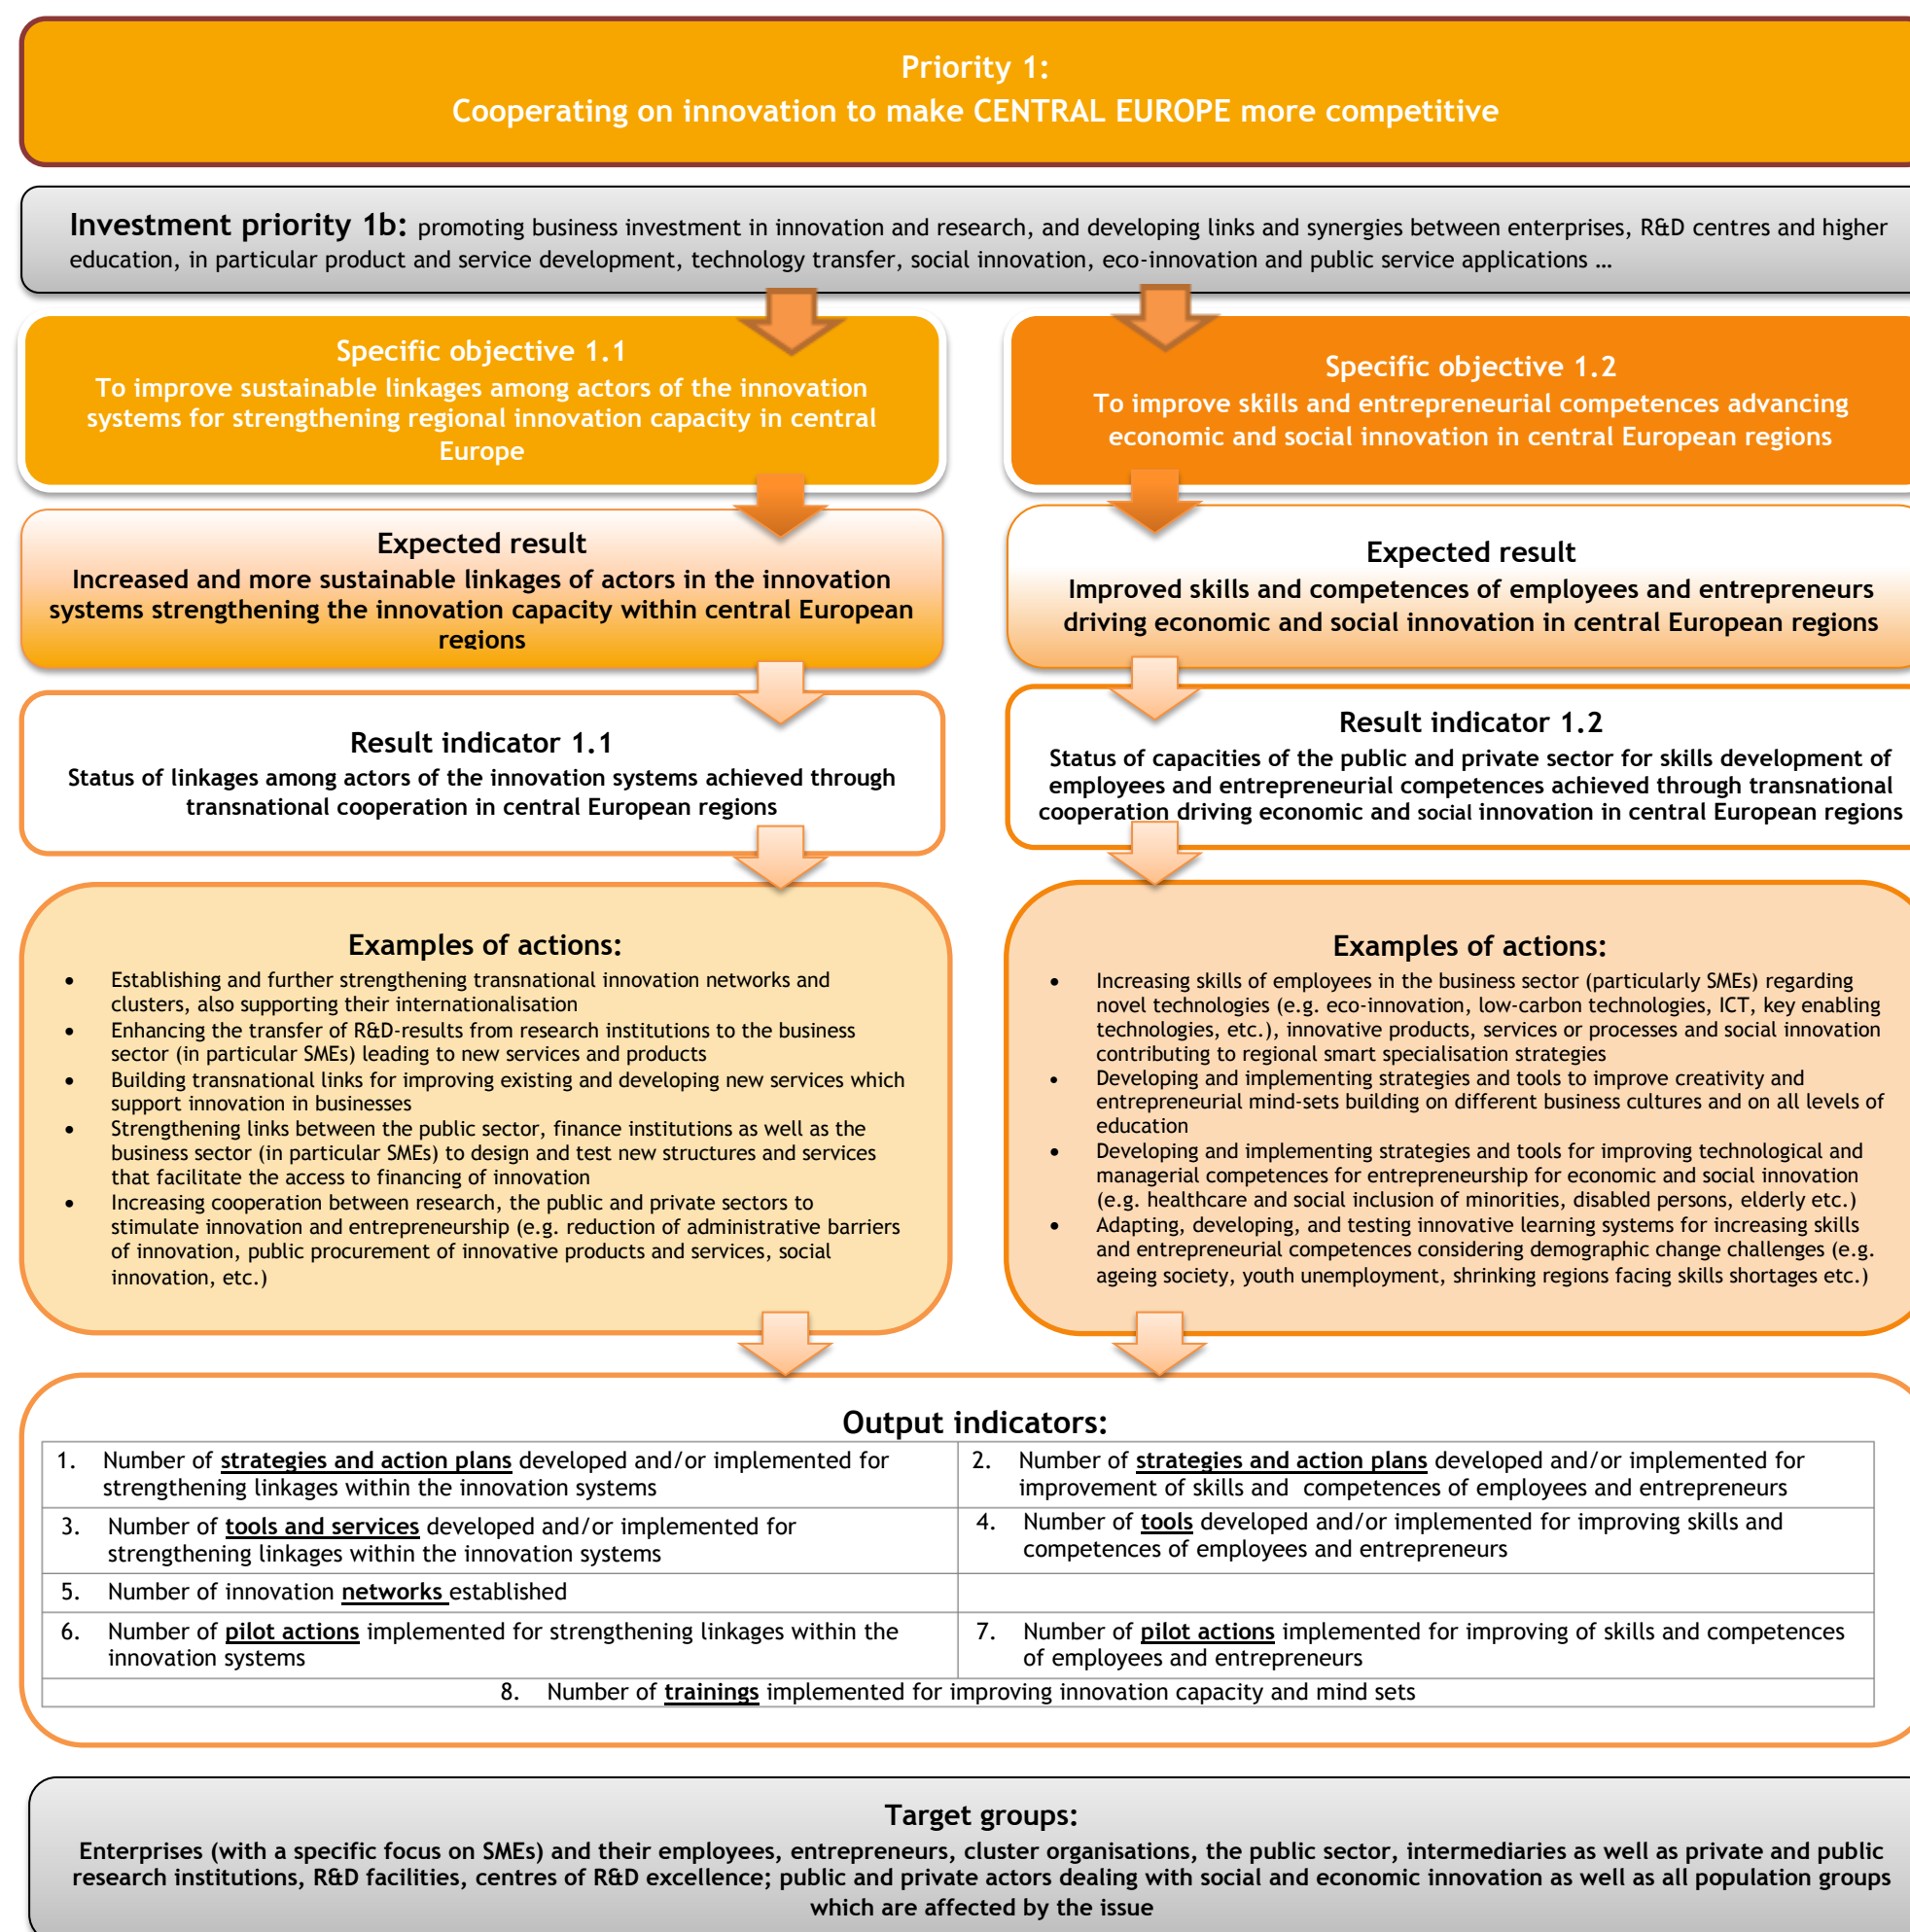 Priority 1:
Cooperating on innovation to make CENTRAL EUROPE more competitive
Investment priority 1b: promoting business investment in innovation and research, and developing links and synergies between enterprises, R&D centres and higher
education, in particular product and service development, technology transfer, social innovation, eco-innovation and public service applications …
Specific objective 1.1
To improve sustainable linkages among actors of the innovation
systems for strengthening regional innovation capacity in central
Europe
Specific objective 1.2
To improve skills and entrepreneurial competences advancing
economic and social innovation in central European regions
Expected result
Increased and more sustainable linkages of actors in the innovation
systems strengthening the innovation capacity within central European
regions
Expected result
Improved skills and competences of employees and entrepreneurs
driving economic and social innovation in central European regions
Result indicator 1.1
Status of linkages among actors of the innovation systems achieved through
transnational cooperation in central European regions
Result indicator 1.2
Status of capacities of the public and private sector for skills development of
employees and entrepreneurial competences achieved through transnational
cooperation driving economic and social innovation in central European regions
Examples of actions:
• Establishing and further strengthening transnational innovation networks and
clusters, also supporting their internationalisation
• Enhancing the transfer of R&D-results from research institutions to the business
sector (in particular SMEs) leading to new services and products
• Building transnational links for improving existing and developing new services which
support innovation in businesses
• Strengthening links between the public sector, finance institutions as well as the
business sector (in particular SMEs) to design and test new structures and services
that facilitate the access to financing of innovation
• Increasing cooperation between research, the public and private sectors to
stimulate innovation and entrepreneurship (e.g. reduction of administrative barriers
of innovation, public procurement of innovative products and services, social
innovation, etc.)
Examples of actions:
• Increasing skills of employees in the business sector (particularly SMEs) regarding
novel technologies (e.g. eco-innovation, low-carbon technologies, ICT, key enabling
technologies, etc.), innovative products, services or processes and social innovation
contributing to regional smart specialisation strategies
• Developing and implementing strategies and tools to improve creativity and
entrepreneurial mind-sets building on different business cultures and on all levels of
education
• Developing and implementing strategies and tools for improving technological and
managerial competences for entrepreneurship for economic and social innovation
(e.g. healthcare and social inclusion of minorities, disabled persons, elderly etc.)
• Adapting, developing, and testing innovative learning systems for increasing skills
and entrepreneurial competences considering demographic change challenges (e.g.
ageing society, youth unemployment, shrinking regions facing skills shortages etc.)
Output indicators:
1. Number of strategies and action plans developed and/or implemented for
strengthening linkages within the innovation systems
2. Number of strategies and action plans developed and/or implemented for
improvement of skills and competences of employees and entrepreneurs
3. Number of tools and services developed and/or implemented for
strengthening linkages within the innovation systems
4. Number of tools developed and/or implemented for improving skills and
competences of employees and entrepreneurs
5. Number of innovation networks established
6. Number of pilot actions implemented for strengthening linkages within the
innovation systems
7. Number of pilot actions implemented for improving of skills and competences
of employees and entrepreneurs
8. Number of trainings implemented for improving innovation capacity and mind sets
Target groups:
Enterprises (with a specific focus on SMEs) and their employees, entrepreneurs, cluster organisations, the public sector, intermediaries as well as private and public
research institutions, R&D facilities, centres of R&D excellence; public and private actors dealing with social and economic innovation as well as all population groups
which are affected by the issue